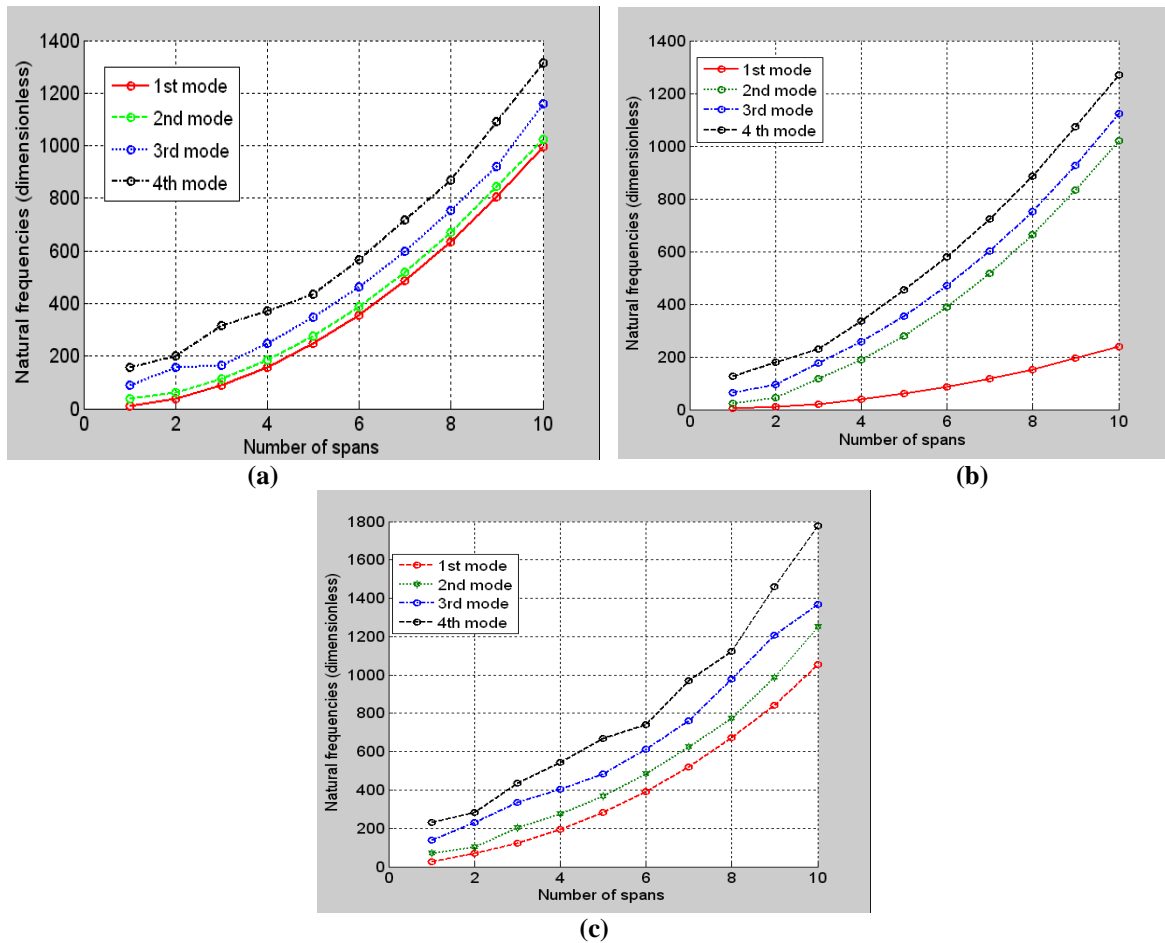 Natural frequencies (dimensionless)
1400
1200
1000
800
600
400
200
0
1st mode
2nd mode
3rd mode
4th mode
0 2 4 6 8 10
Number of spans
(a)
Natural frequencies (dimensionless)
1400
1200
1000
800
600
400
200
0
1st mode
2nd mode
3rd mode
4 th mode
0 2 4 6 8 10
Number of spans
(b)
Natural frequencies (dimensionless)
1800
1600
1400
1200
1000
800
600
400
200
0
1st mode
2nd mode
3rd mode
4th mode
0 2 4 6 8 10
Number of spans
(c)